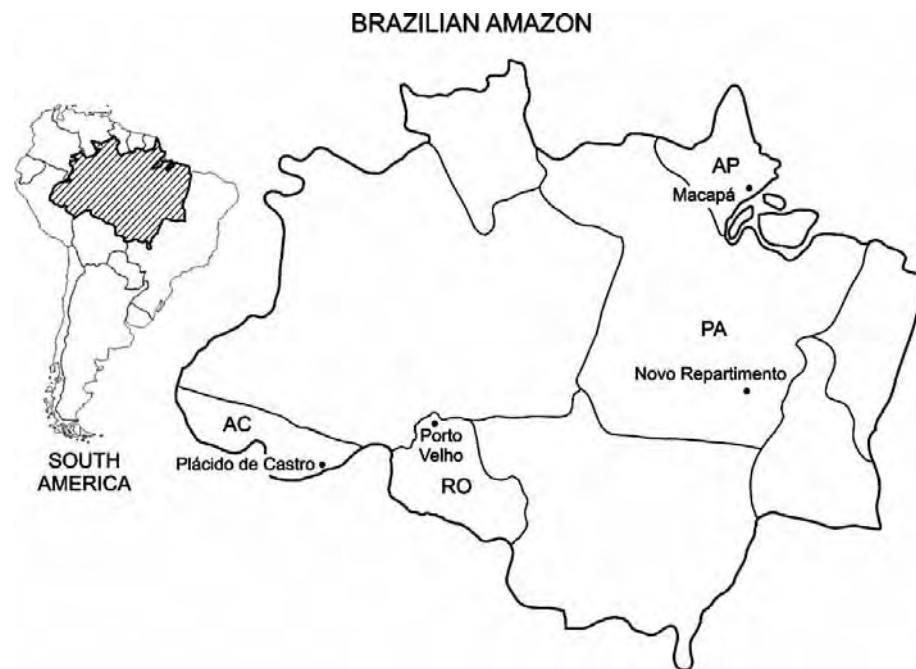 BRAZILIAN AMAZON
AP
Macapá
PA
Novo Repartimento
AC
Plácido de Castro
Porto
Velho
RO
SOUTH
AMERICA